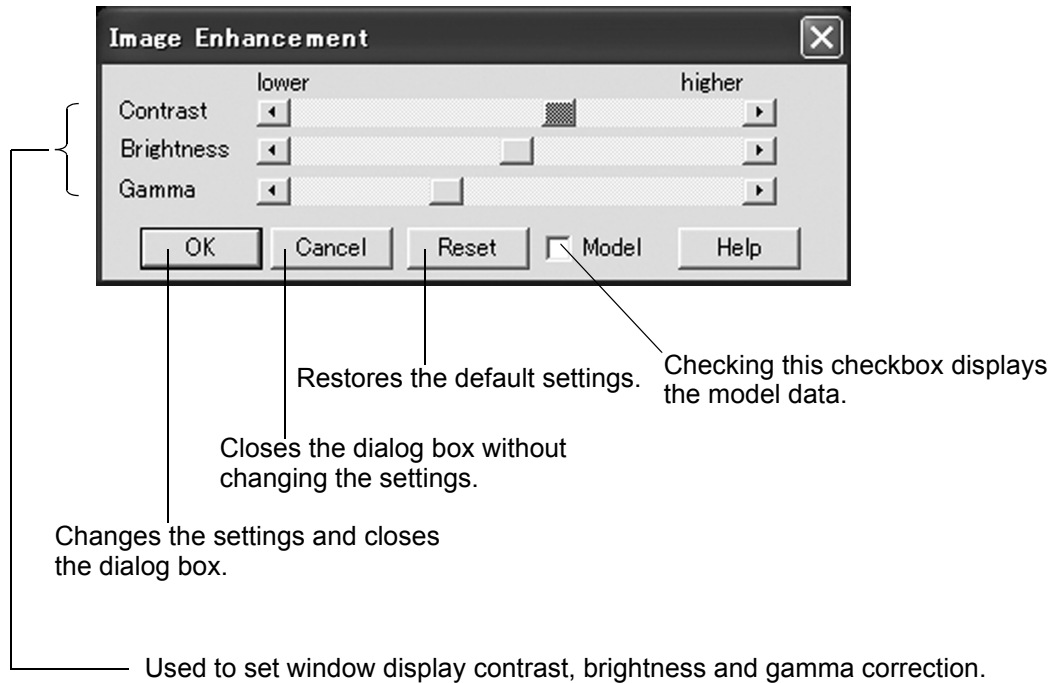 Image Enhancement
lower higher
Contrast
Brightness
Gamma
OK Cancel Reset Model Help
Restores the default settings.
Checking this checkbox displays
the model data.
Closes the dialog box without
changing the settings.
Changes the settings and closes
the dialog box.
Used to set window display contrast, brightness and gamma correction.